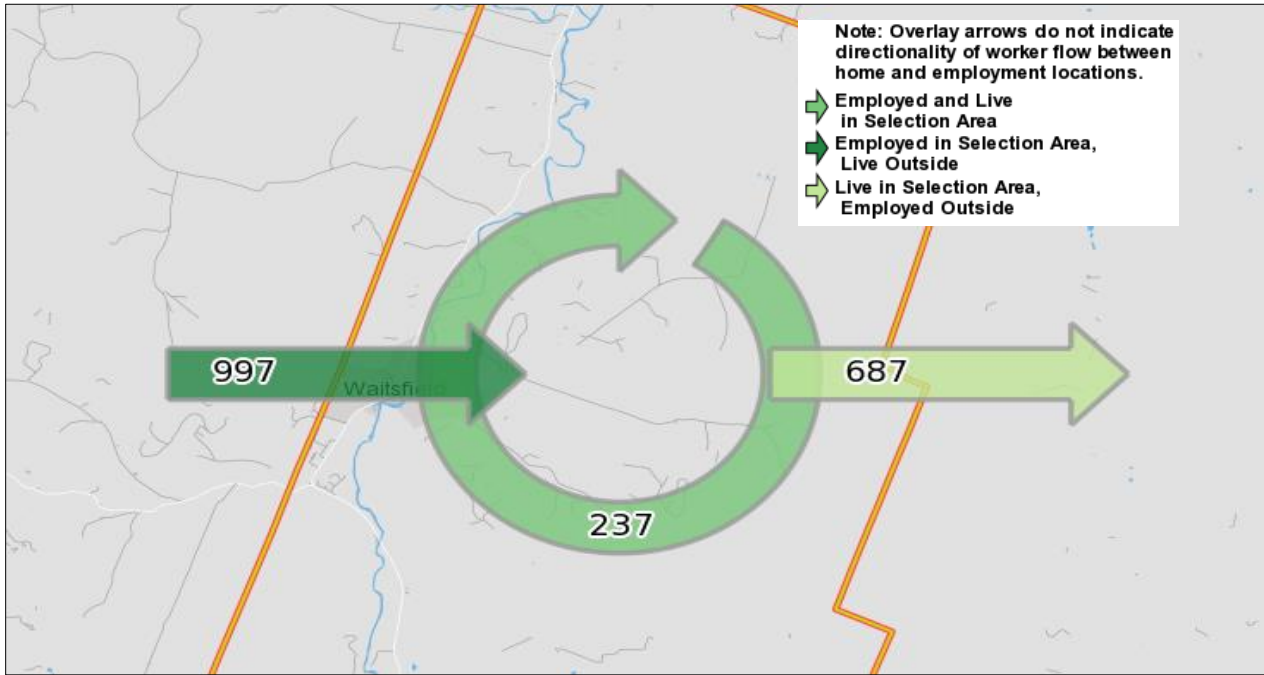 Note: Overlay arrows do not indicate
directionality of worker flow between
home and employment locations.
Employed and Live
in Selection Area
Employed in Selection Area,
Live Outside
Live in Selection Area,
Employed Outside
997
Waitsfield
687
237